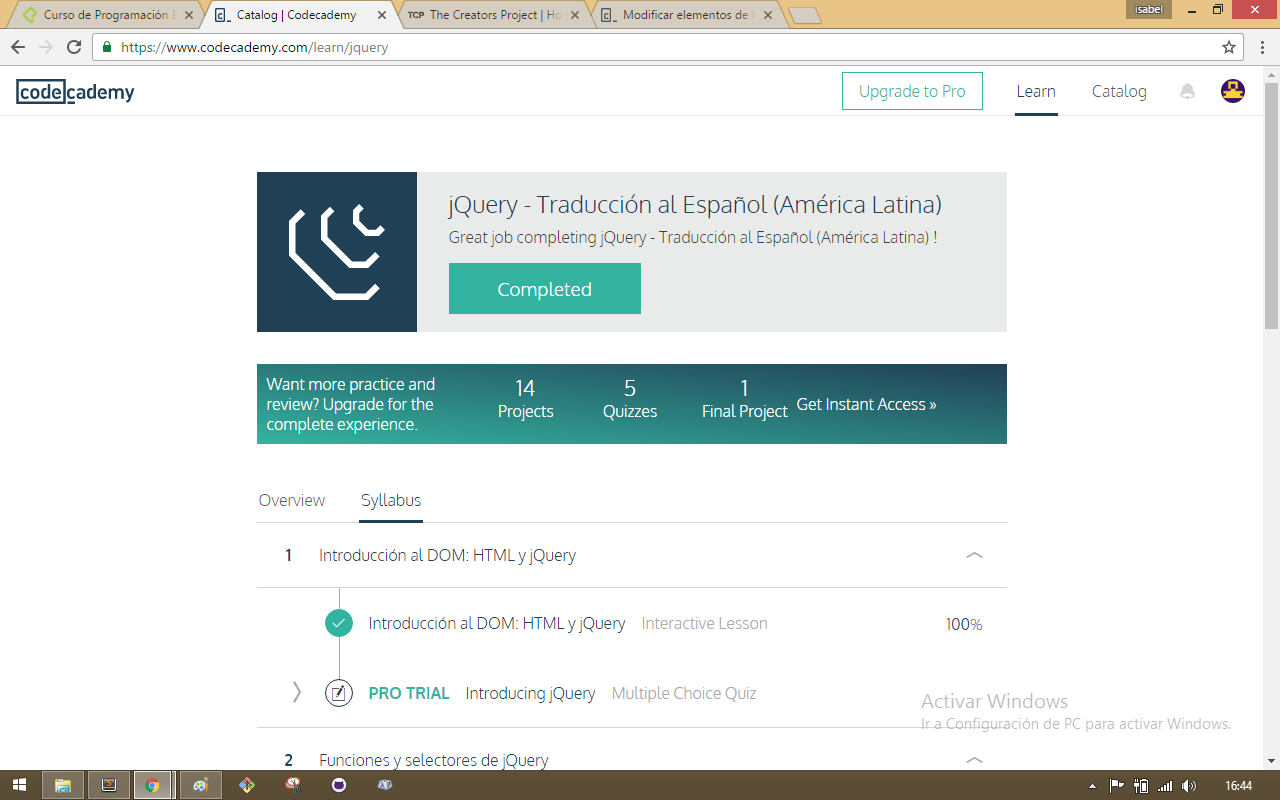 Curso de Programación
Catalog | Codecademy
TCP The Creators Project | Ho
Modificar elementos de
isabel
https://www.codecademy.com/learn/jquery
codecademy
Upgrade to Pro
Learn
Catalog
jQuery - Traducción al Español (América Latina)
Great job completing jQuery - Traducción al Español (América Latina) !
Completed
Want more practice and
review? Upgrade for the
complete experience.
14
Projects
5
Quizzes
1
Final Project
Get Instant Access »
Overview
Syllabus
1 Introducción al DOM: HTML y jQuery
Introducción al DOM: HTML y jQuery Interactive Lesson 100%
PRO TRIAL Introducing jQuery Multiple Choice Quiz
Activar Windows
Ir a Configuración de PC para activar Windows.
2 Funciones y selectores de jQuery
16:44